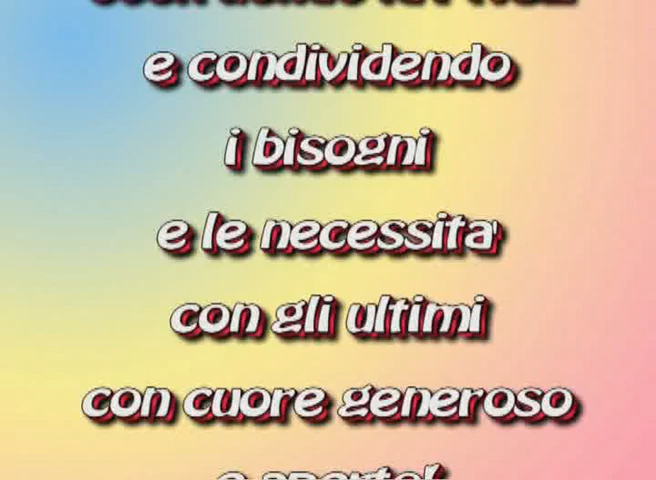 e condividendo
i bisogni
e le necessita'
con gli ultimi
con cuore generoso